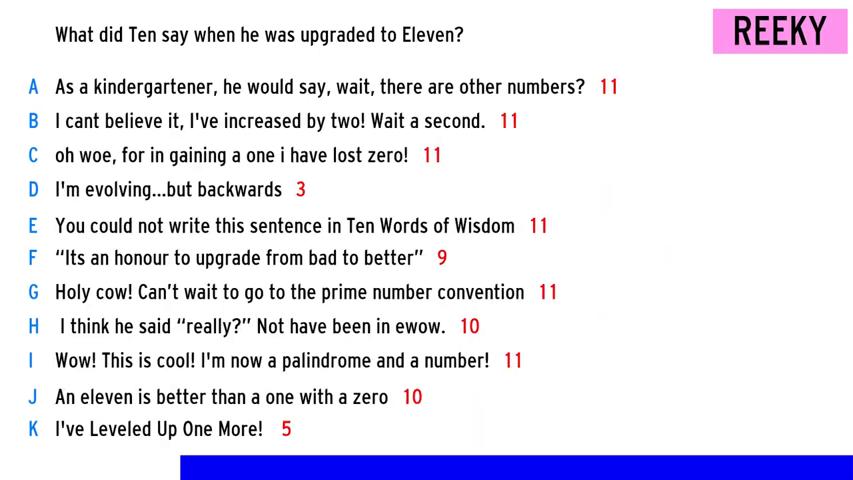 What did Ten say when he was upgraded to Eleven?
REEKY
A As a kindergartener, he would say, wait, there are other numbers? 11
B I cant believe it, I've increased by two! Wait a second. 11
C oh woe, for in gaining a one i have lost zero! 11
D I'm evolving...but backwards 3
E You could not write this sentence in Ten Words of Wisdom 11
F “Its an honour to upgrade from bad to better” 9
G Holy cow! Can’t wait to go to the prime number convention 11
H I think he said “really?” Not have been in ewow. 10
I Wow! This is cool! I'm now a palindrome and a number! 11
J An eleven is better than a one with a zero 10
K I've Leveled Up One More! 5